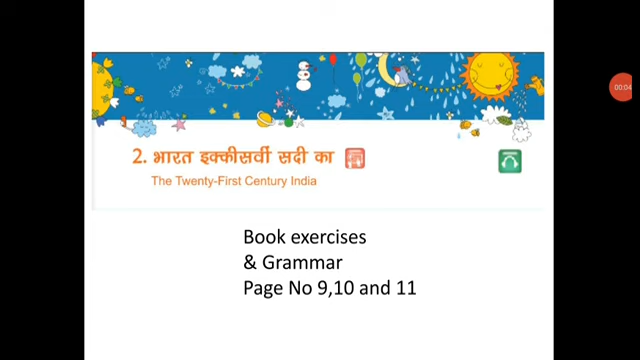 00:04
2. भारत इक्कीसवीं सदी का
The Twenty-First Century India
Book exercises
& Grammar
Page No 9,10 and 11